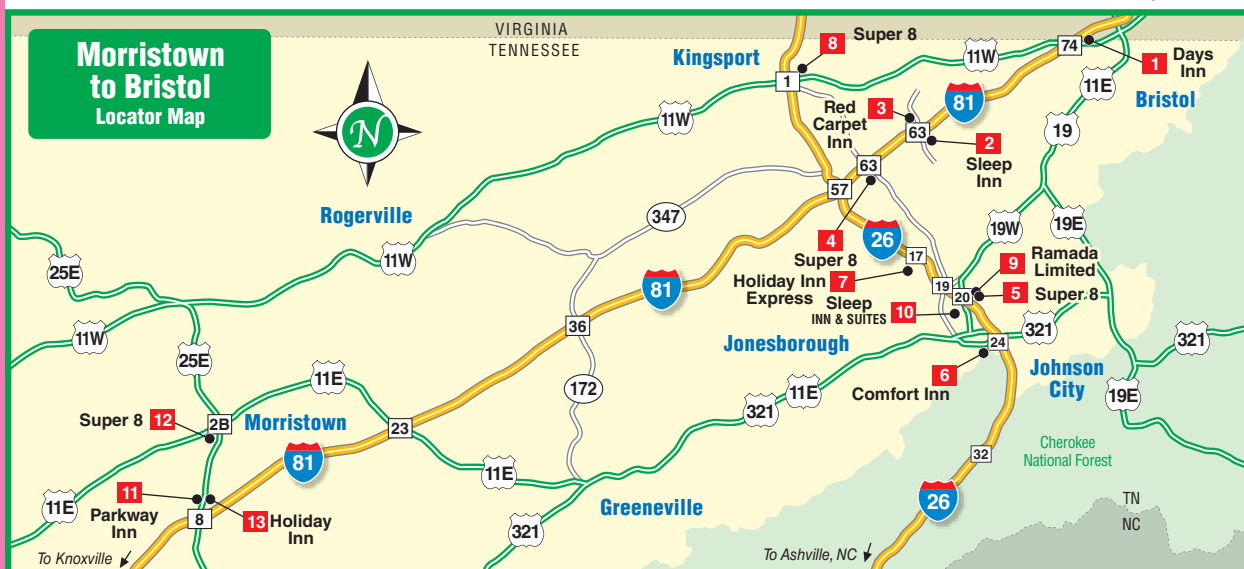 VIRGINIA
TENNESSEE
Morristown
to Bristol
Locator Map
N
Kingsport
8
Super 8
1
11W
74
1
Days
Inn
11E
Bristol
81
Red
Carpet
Inn
3
63
2
Sleep
Inn
11W
19
63
57
Rogerville
347
4
Super 8
26
19W
19E
11W
25E
17
9
Ramada
Limited
Holiday Inn
Express
7
19
20
5
Super 8
81
Sleep
INN & SUITES
10
36
321
321
11W
Jonesborough
24
25E
6
Comfort Inn
Johnson
City
11E
172
11E
321
19E
Super 8
12
2B
Morristown
23
81
32
Cherokee
National Forest
11E
11
Parkway
Inn
8
13
Holiday
Inn
11E
Greeneville
26
TN
NC
321
To Knoxville
To Ashville, NC